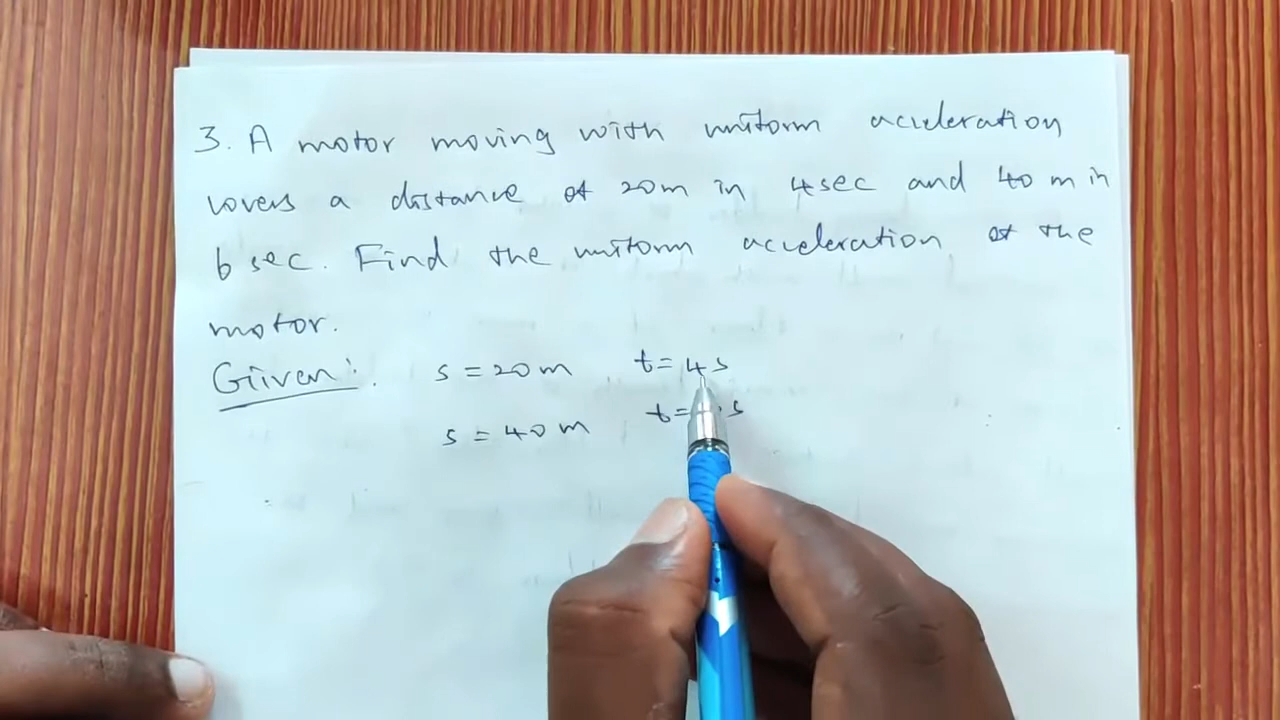 3. A motor moving with uniform acceleration
covers a distance of 20m in 4sec and 40 m in
6 sec. Find the uniform acceleration of the
motor.
Given:. s = 20 m t = 4s
s = 40 m t = s